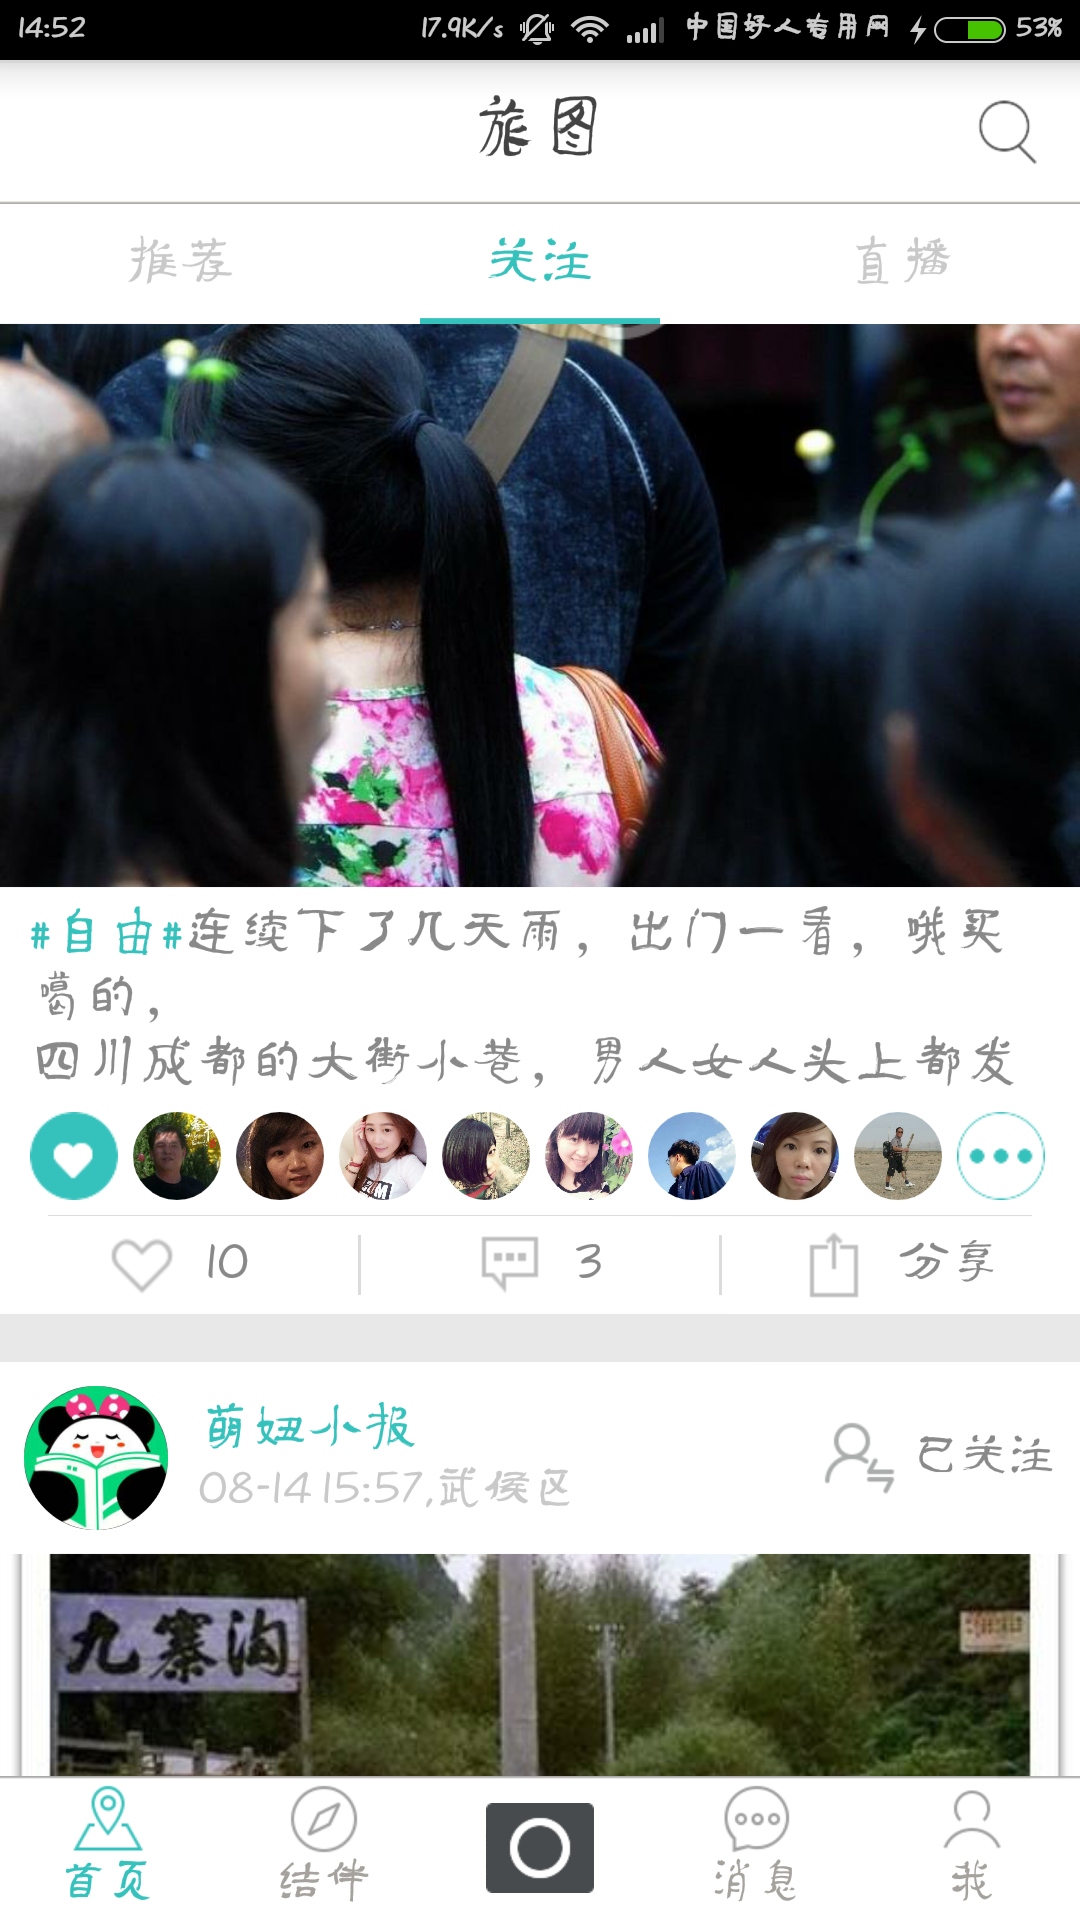 14:52 17.9K/s 中国好人专用网 53%
旅图
推荐 关注 直播
#自由#连续下了几天雨，出门一看，哦买
噶的，
四川成都的大街小巷，男人女人头上都发
10 3 分享
萌妞小报
08-14 15:57,武侯区
已关注
九寨沟
首页 结伴 消息 我